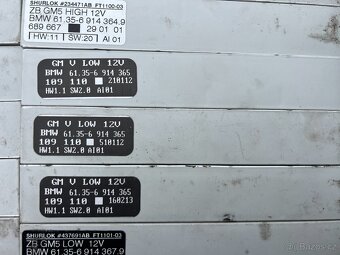 SHURLOK #234471AB FT1100-03
ZB GM5 HIGH 12V
BMW 61.35-6 914 364.9
689 667 29 01 01
HW:11 SW:20 AI 01
GM V LOW 12V
BMW 61.35-6 914 365
109 110 210112
HW1.1 SW2.0 AI01
GM V LOW 12V
BMW 61.35-6 914 365
109 110 510112
HW1.1 SW2.0 AI01
GM V LOW 12V
BMW 61.35-6 914 365
109 110 160213
HW1.1 SW2.0 AI01
SHURLOK #437691AB FT1101-03
ZB GM5 LOW 12V
BMW 61.35-6 914 367.9